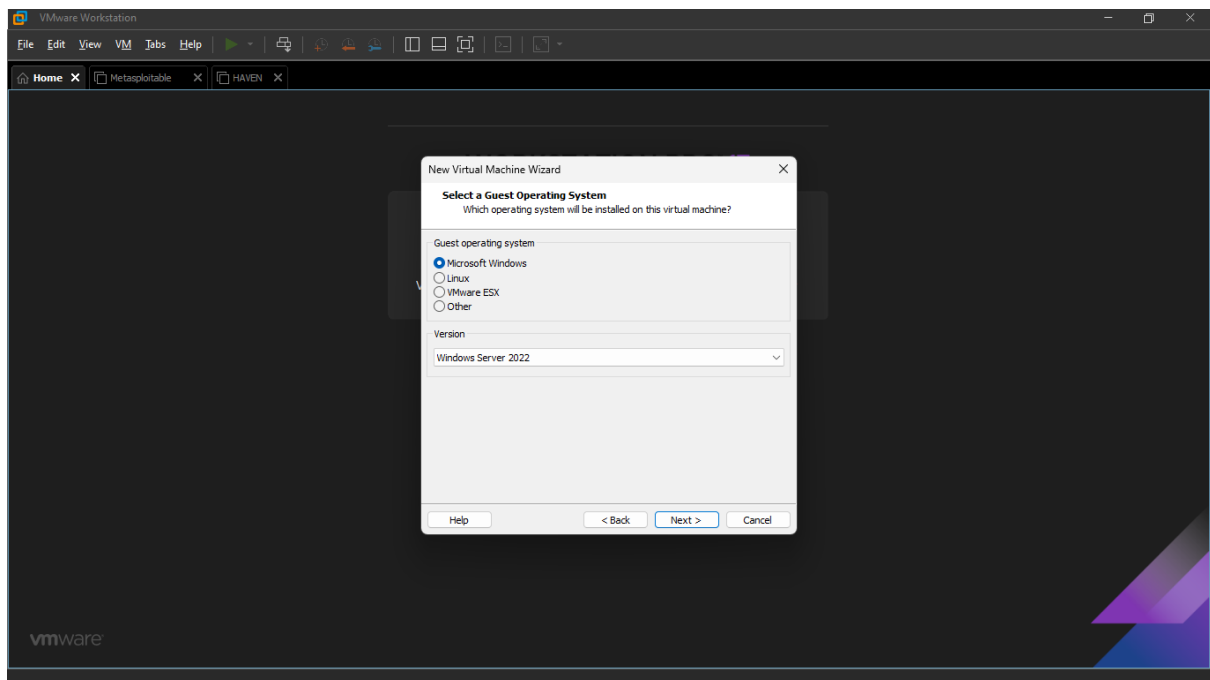 VMware Workstation
File Edit View VM Tabs Help
Home Metasploitable HAVEN
New Virtual Machine Wizard
Select a Guest Operating System
Which operating system will be installed on this virtual machine?
Guest operating system
Microsoft Windows
Linux
VMware ESX
Other
Version
Windows Server 2022
Help < Back Next > Cancel
vmware